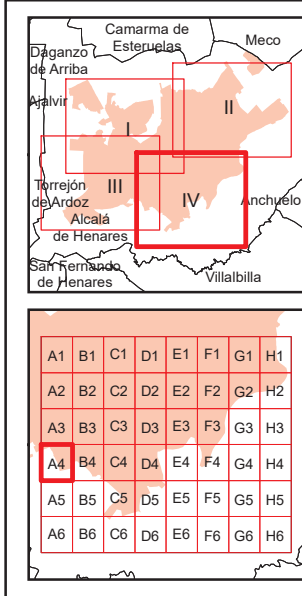 Camarma de
Esteruelas
Meco
Daganzo
de Arriba
Ajalvir
I
II
Torrejón
de Ardoz
III
IV
Anchuelo
Alcalá
de Henares
San Fernando
de Henares
Villalbilla
A1 B1 C1 D1 E1 F1 G1 H1
A2 B2 C2 D2 E2 F2 G2 H2
A3 B3 C3 D3 E3 F3 G3 H3
A4 B4 C4 D4 E4 F4 G4 H4
A5 B5 C5 D5 E5 F5 G5 H5
A6 B6 C6 D6 E6 F6 G6 H6